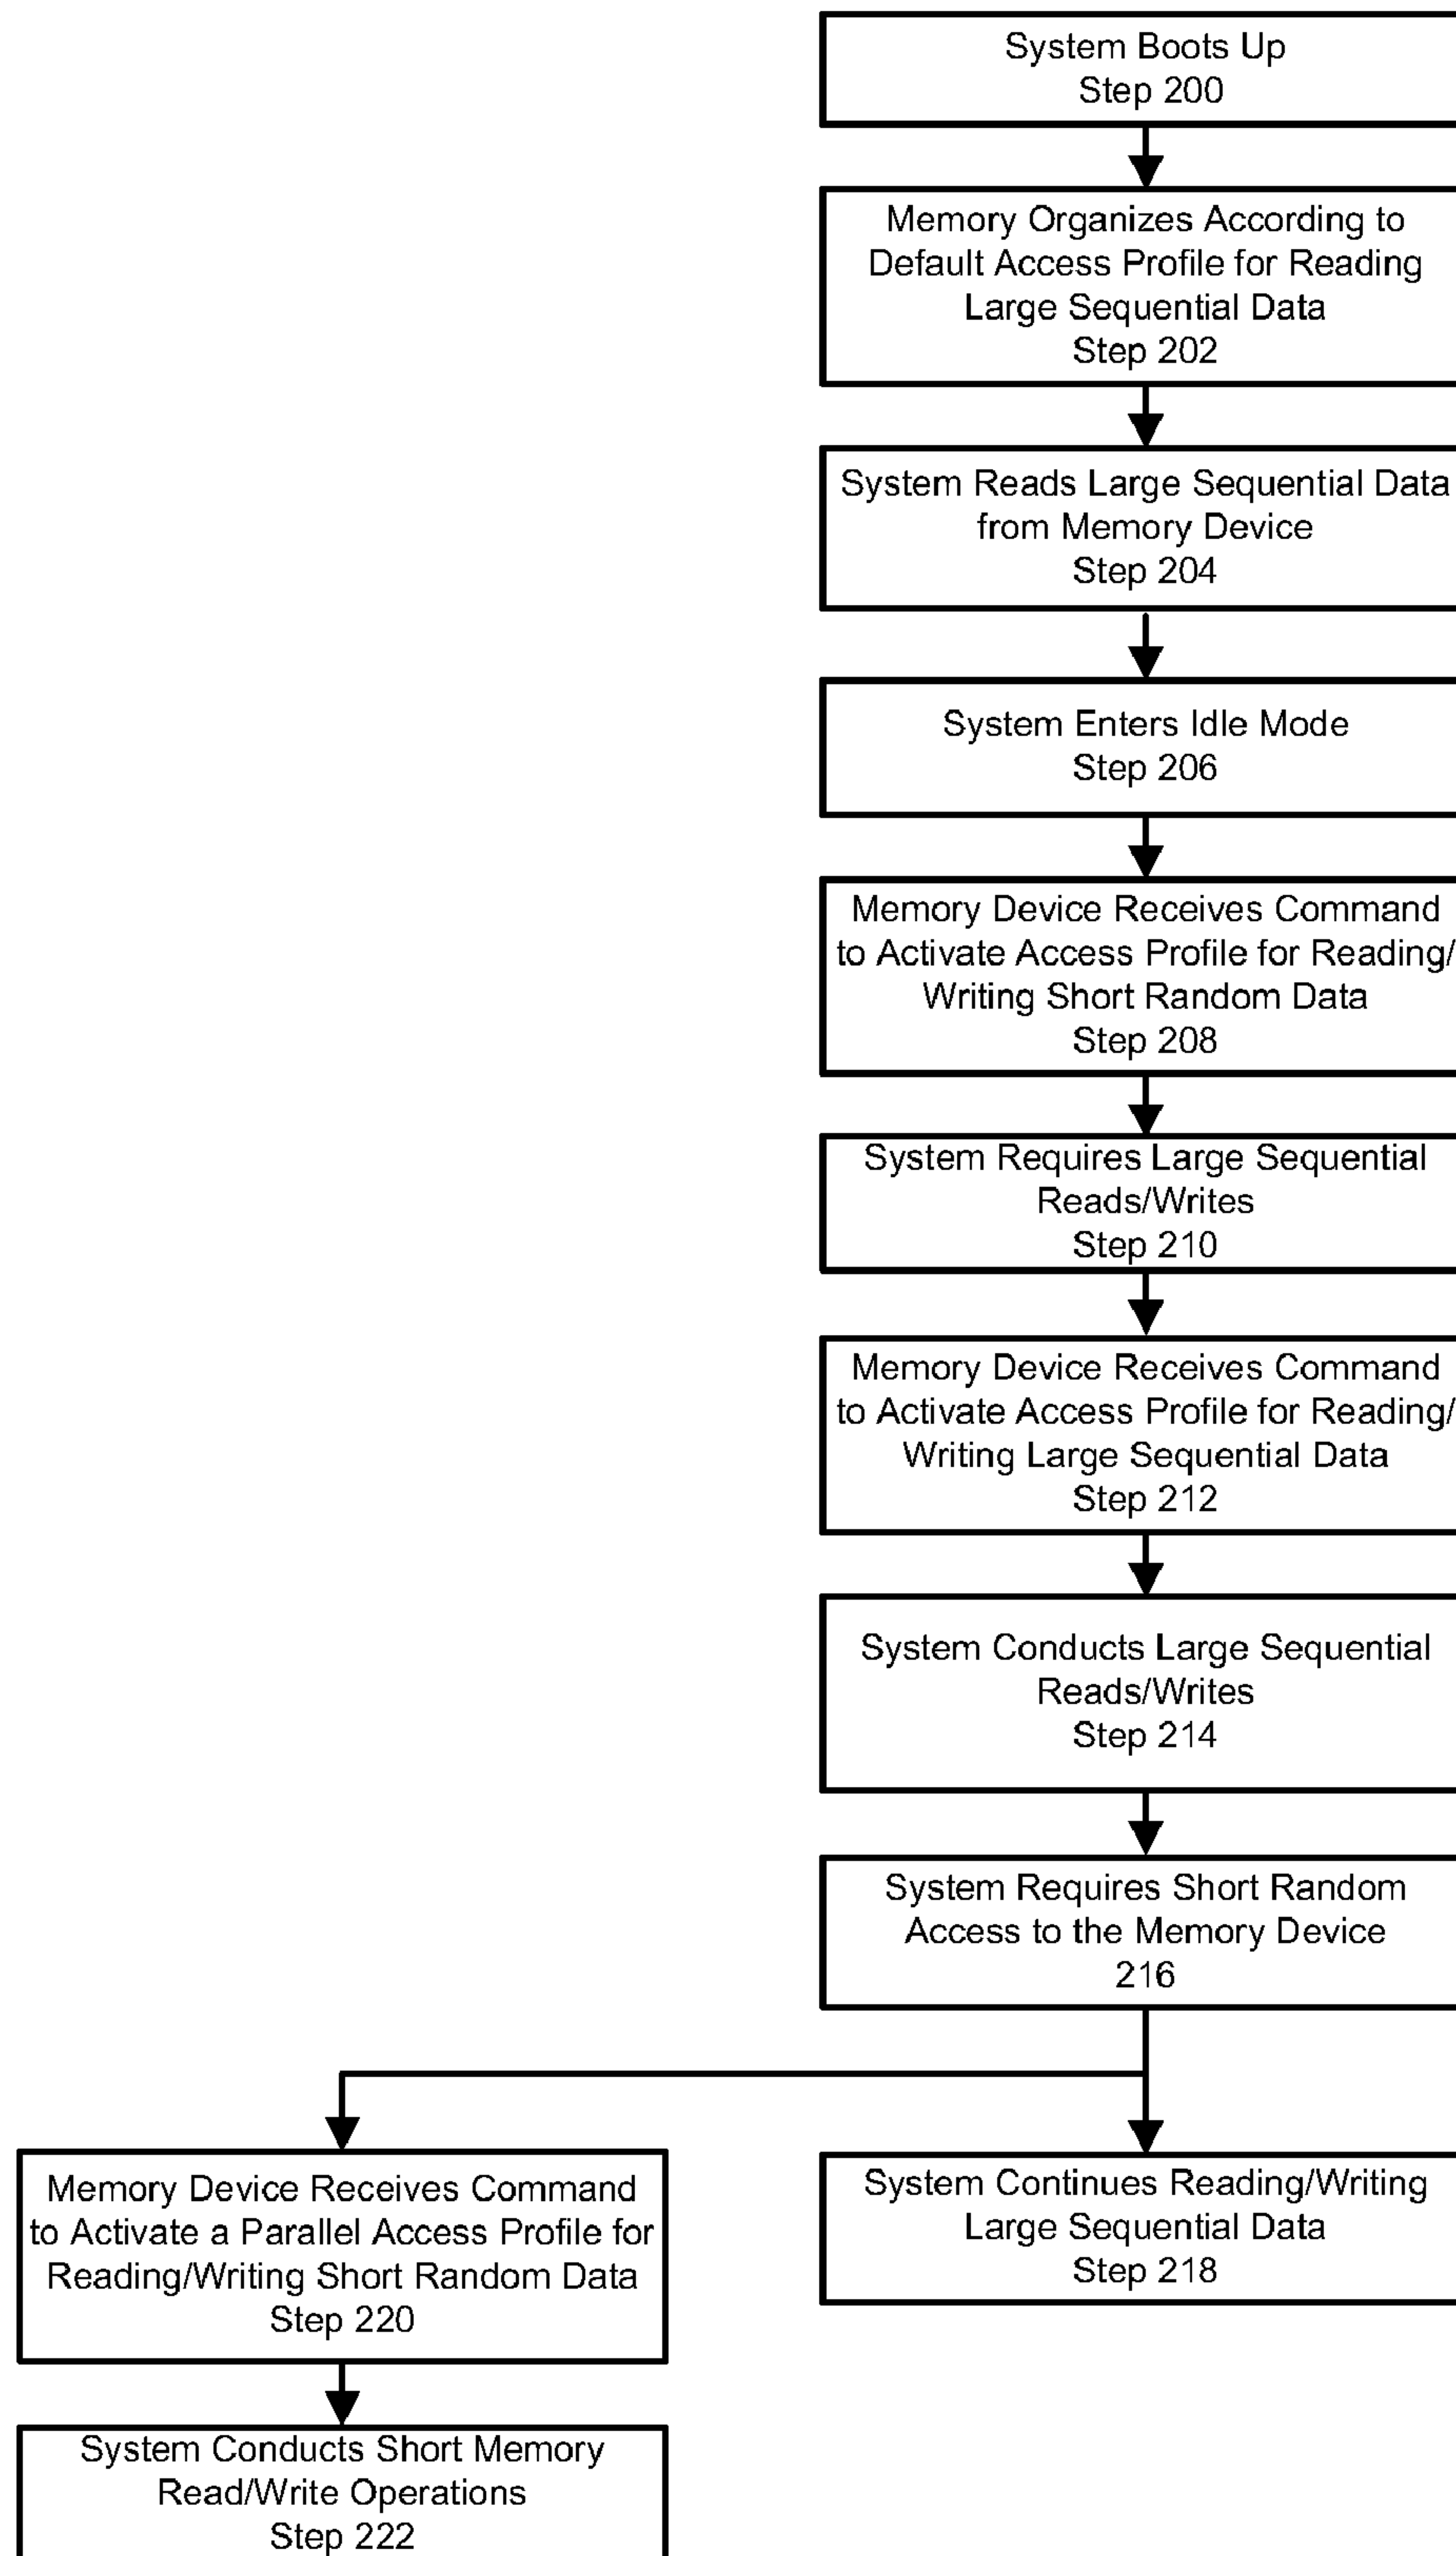 System Boots Up
Step 200
Memory Organizes According to
Default Access Profile for Reading
Large Sequential Data
Step 202
System Reads Large Sequential Data
from Memory Device
Step 204
System Enters Idle Mode
Step 206
Memory Device Receives Command
to Activate Access Profile for Reading/
Writing Short Random Data
Step 208
System Requires Large Sequential
Reads/Writes
Step 210
Memory Device Receives Command
to Activate Access Profile for Reading/
Writing Large Sequential Data
Step 212
System Conducts Large Sequential
Reads/Writes
Step 214
System Requires Short Random
Access to the Memory Device
216
Memory Device Receives Command
to Activate a Parallel Access Profile for
Reading/Writing Short Random Data
Step 220
System Continues Reading/Writing
Large Sequential Data
Step 218
System Conducts Short Memory
Read/Write Operations
Step 222